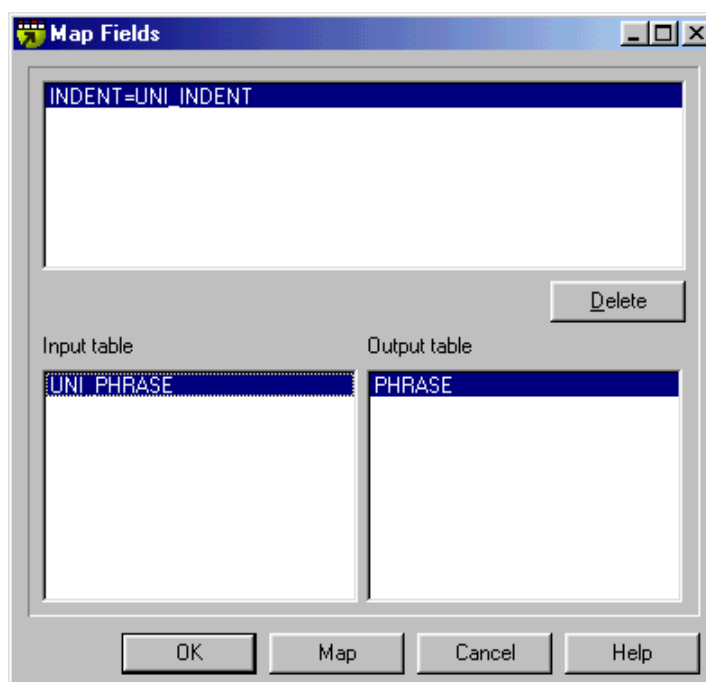 Map Fields
INDENT=UNI_INDENT
Delete
Input table
Output table
UNI_PHRASE
PHRASE
OK
Map
Cancel
Help